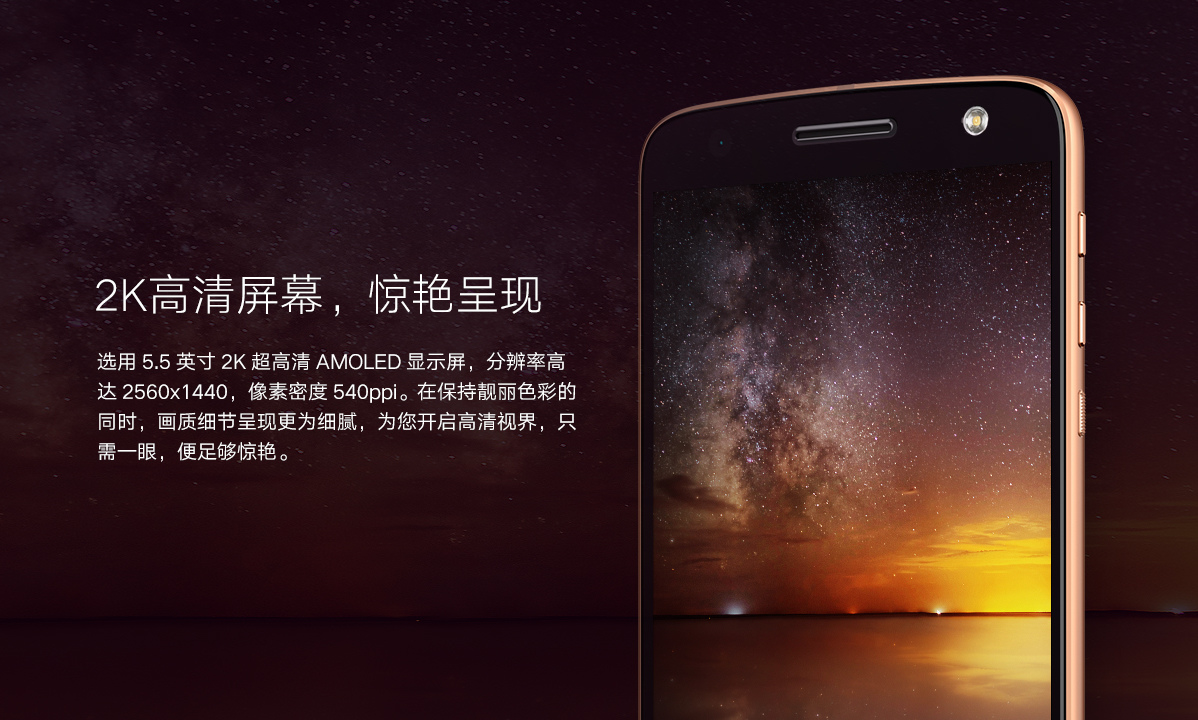 2K高清屏幕，惊艳呈现
选用 5.5 英寸 2K 超高清 AMOLED 显示屏，分辨率高
达 2560x1440，像素密度 540ppi。在保持靓丽色彩的
同时，画质细节呈现更为细腻，为您开启高清视界，只
需一眼，便足够惊艳。